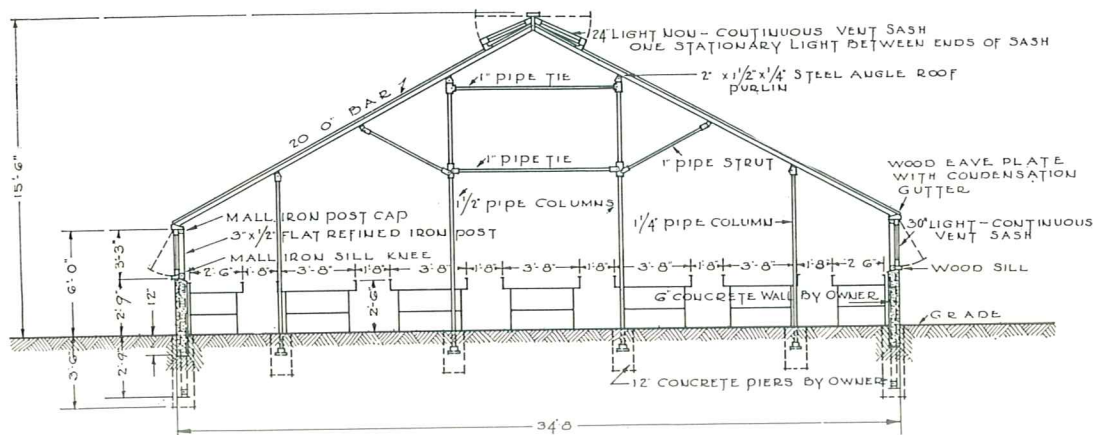 24" LIGHT NON-CONTINUOUS VENT SASH
ONE STATIONARY LIGHT BETWEEN ENDS OF SASH
1" PIPE TIE
2" x 1 1/2" x 1/4" STEEL ANGLE ROOF
PURLIN
20' 0" BAR
15'-6"
1" PIPE TIE
1" PIPE STRUT
WOOD EAVE PLATE
WITH CONDENSATION
GUTTER
1 1/2" PIPE COLUMNS
1 1/4" PIPE COLUMN
MALL IRON POST CAP
3" x 1/2" FLAT REFINED IRON POST
MALL IRON SILL KNEE
30" LIGHT-CONTINUOUS
VENT SASH
WOOD SILL
6'-0"
3'-3"
2'-6" 1'-8" 3'-8" 1'-8" 3'-8" 1'-8" 3'-8" 1'-8" 3'-8" 1'-8" 3'-8" 1'-8" 2'-6"
2'-9"
12"
2'-6"
6" CONCRETE WALL BY OWNER
GRADE
3'-6"
2'-9"
12"
12" CONCRETE PIERS BY OWNER
34'-8